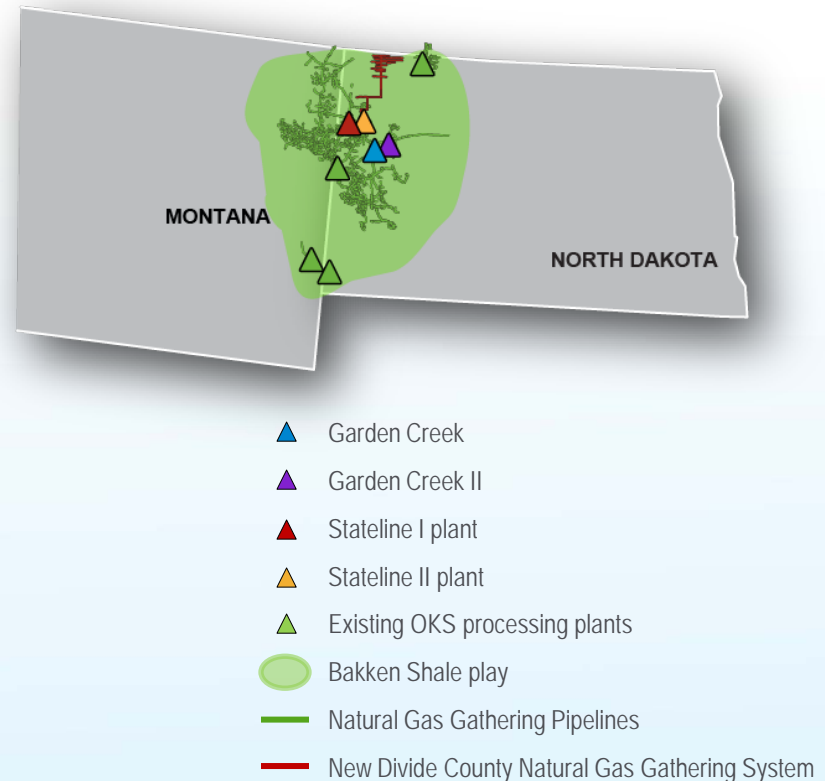 MONTANA
NORTH DAKOTA
Garden Creek
Garden Creek II
Stateline I plant
Stateline II plant
Existing OKS processing plants
Bakken Shale play
Natural Gas Gathering Pipelines
New Divide County Natural Gas Gathering System